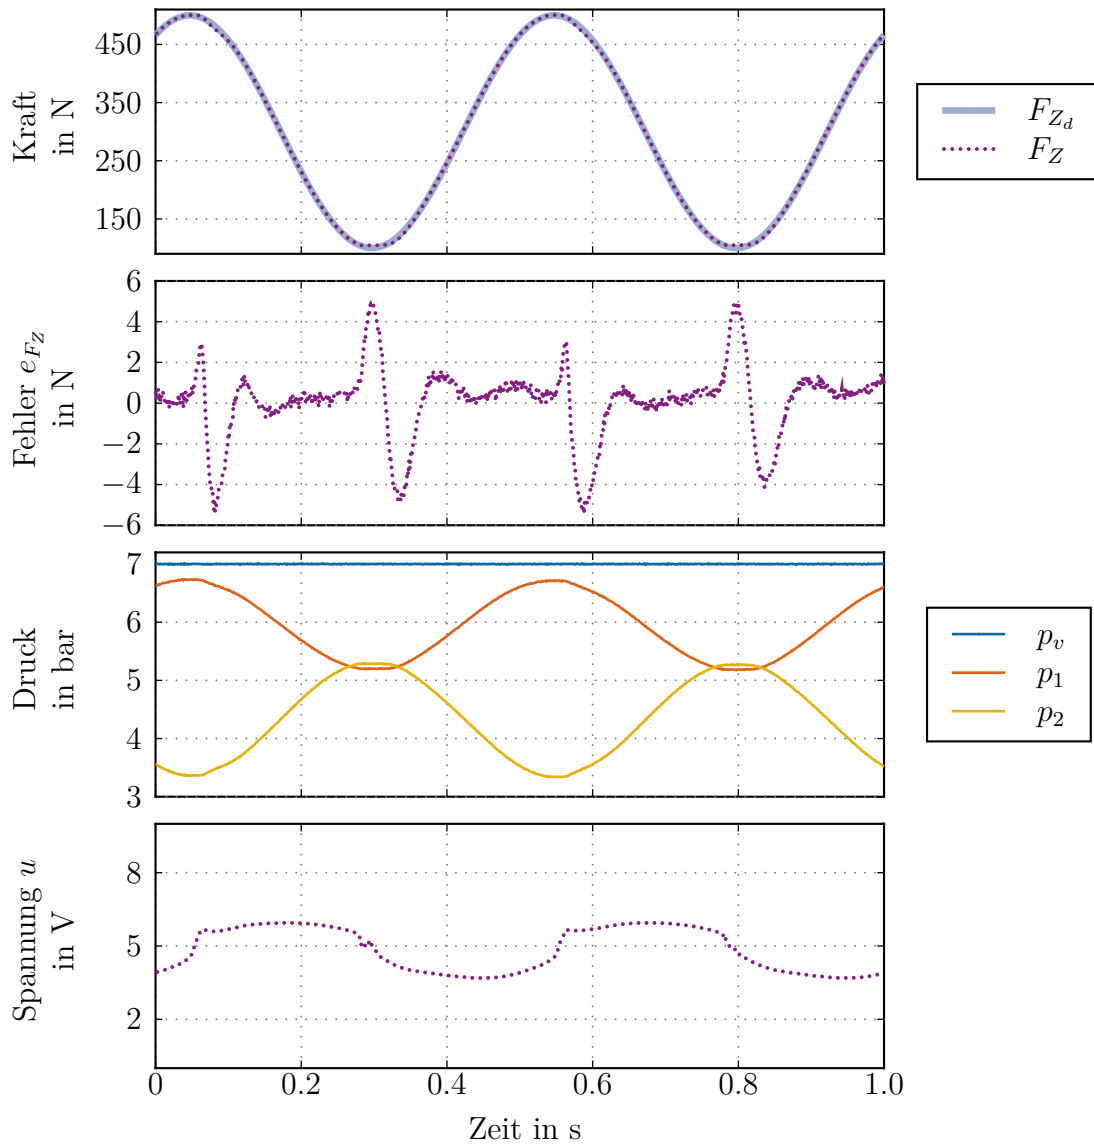 450
350
250
150
Kraft
in N
F_{Z_d}
F_Z
6
4
2
0
−2
−4
−6
Fehler e_{F_Z}
in N
7
6
5
4
3
Druck
in bar
p_v
p_1
p_2
8
5
2
Spannung u
in V
0 0.2 0.4 0.6 0.8 1.0
Zeit in s